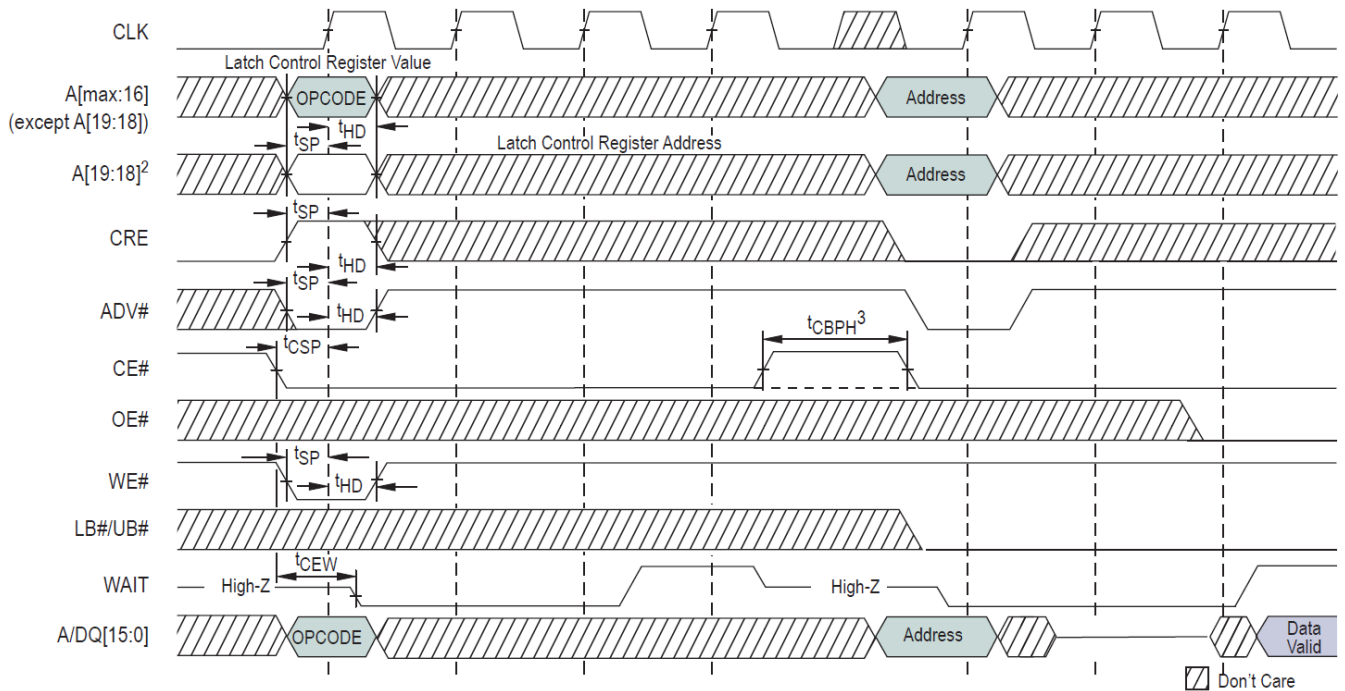 CLK
Latch Control Register Value
A[max:16]
(except A[19:18])
OPCODE
Address
tSP
tHD
Latch Control Register Address
A[19:18]2
Address
tSP
CRE
tHD
tSP
ADV#
tHD
tCBPH3
tCSP
CE#
OE#
tSP
WE#
tHD
LB#/UB#
tCEW
WAIT
High-Z
High-Z
A/DQ[15:0]
OPCODE
Address
Data
Valid
Don't Care